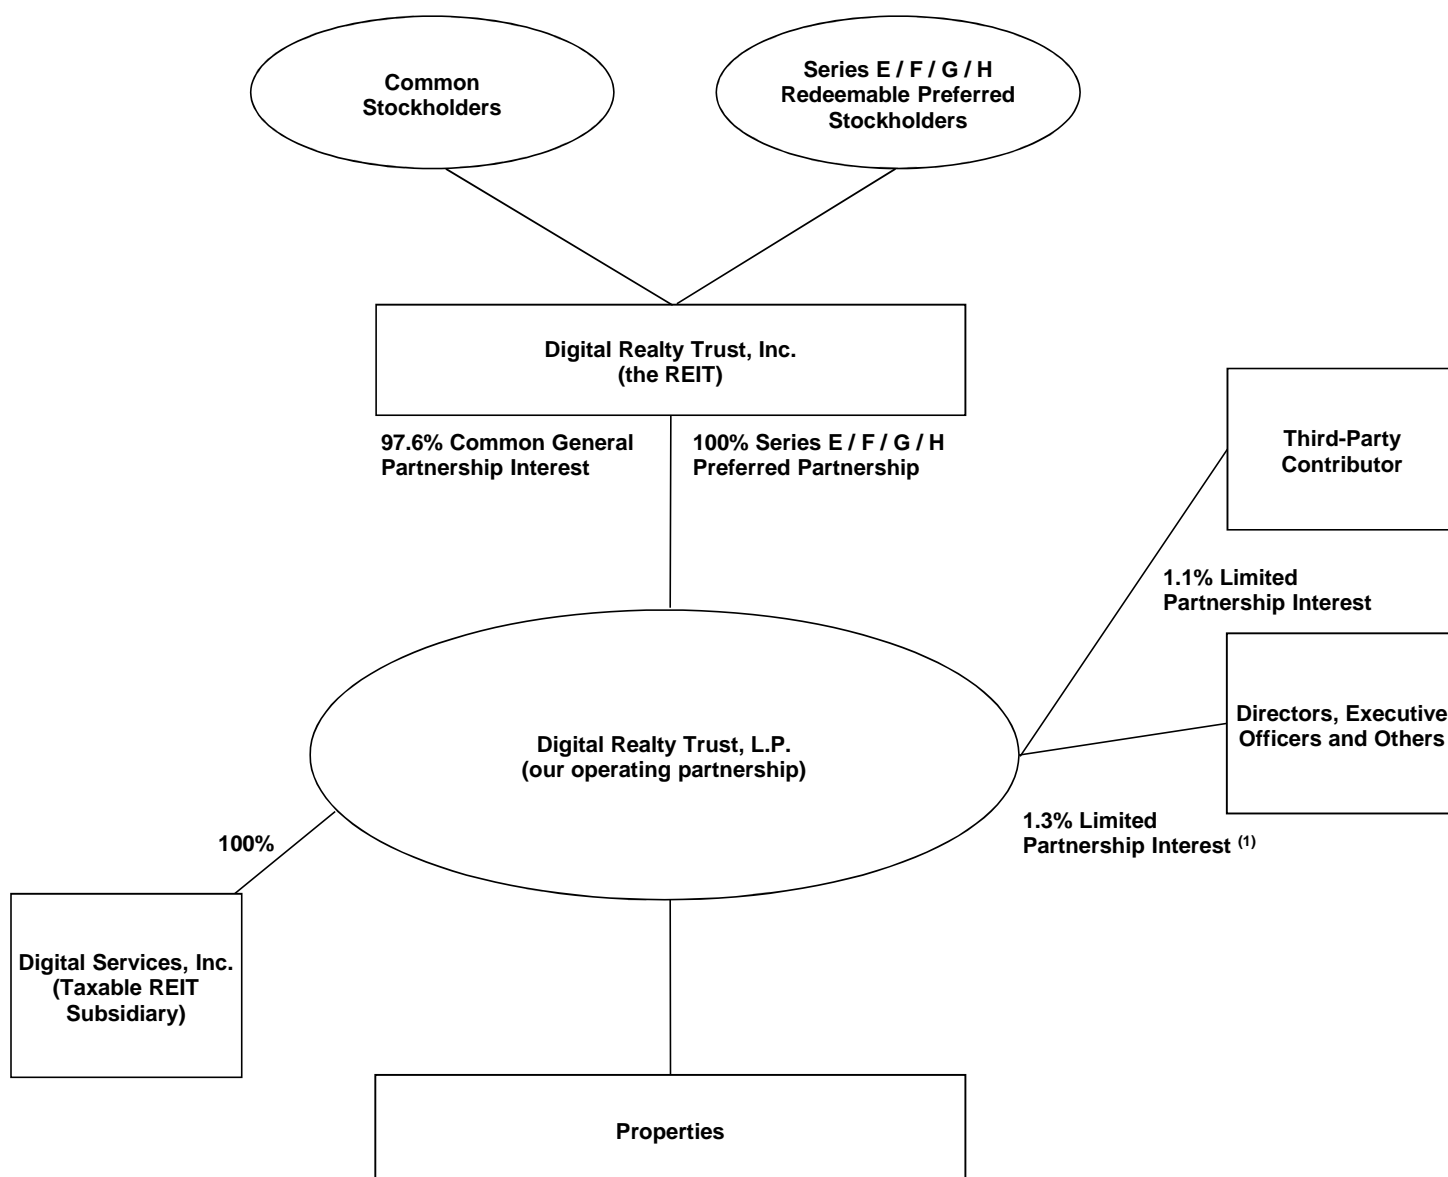 Common
Stockholders
Series E / F / G / H
Redeemable Preferred
Stockholders
Digital Realty Trust, Inc.
(the REIT)
97.6% Common General
Partnership Interest
100% Series E / F / G / H
Preferred Partnership
Third-Party
Contributor
1.1% Limited
Partnership Interest
Directors, Executive
Officers and Others
Digital Realty Trust, L.P.
(our operating partnership)
1.3% Limited
Partnership Interest (1)
100%
Digital Services, Inc.
(Taxable REIT
Subsidiary)
Properties